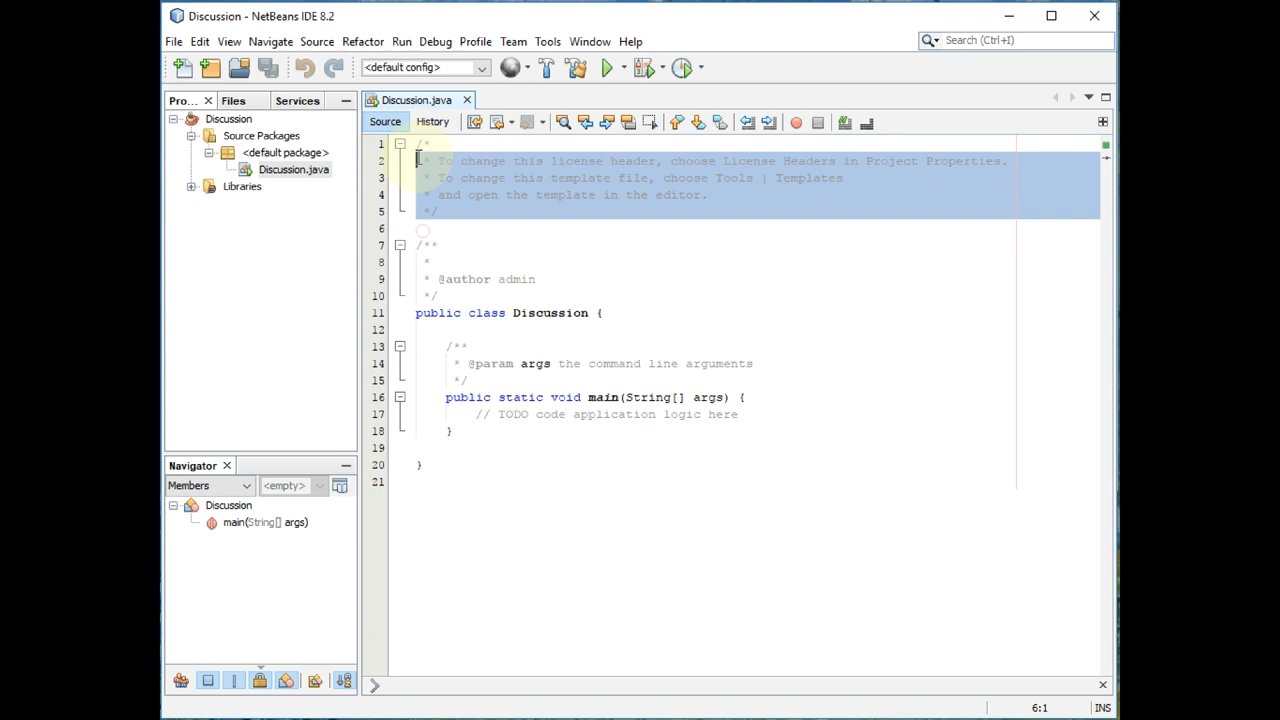 Discussion - NetBeans IDE 8.2
File Edit View Navigate Source Refactor Run Debug Profile Team Tools Window Help
Search (Ctrl+I)
<default config>
Pro... Files Services
Discussion
Source Packages
<default package>
Discussion.java
Libraries
Navigator
Members
<empty>
Discussion
main(String[] args)
Discussion.java
Source History
1 /*
2 * To change this license header, choose License Headers in Project Properties.
3 * To change this template file, choose Tools | Templates
4 * and open the template in the editor.
5 */
6
7 /**
8 *
9 * @author admin
10 */
11 public class Discussion {
12
13 /**
14 * @param args the command line arguments
15 */
16 public static void main(String[] args) {
17 // TODO code application logic here
18 }
19
20 }
21
6:1 INS